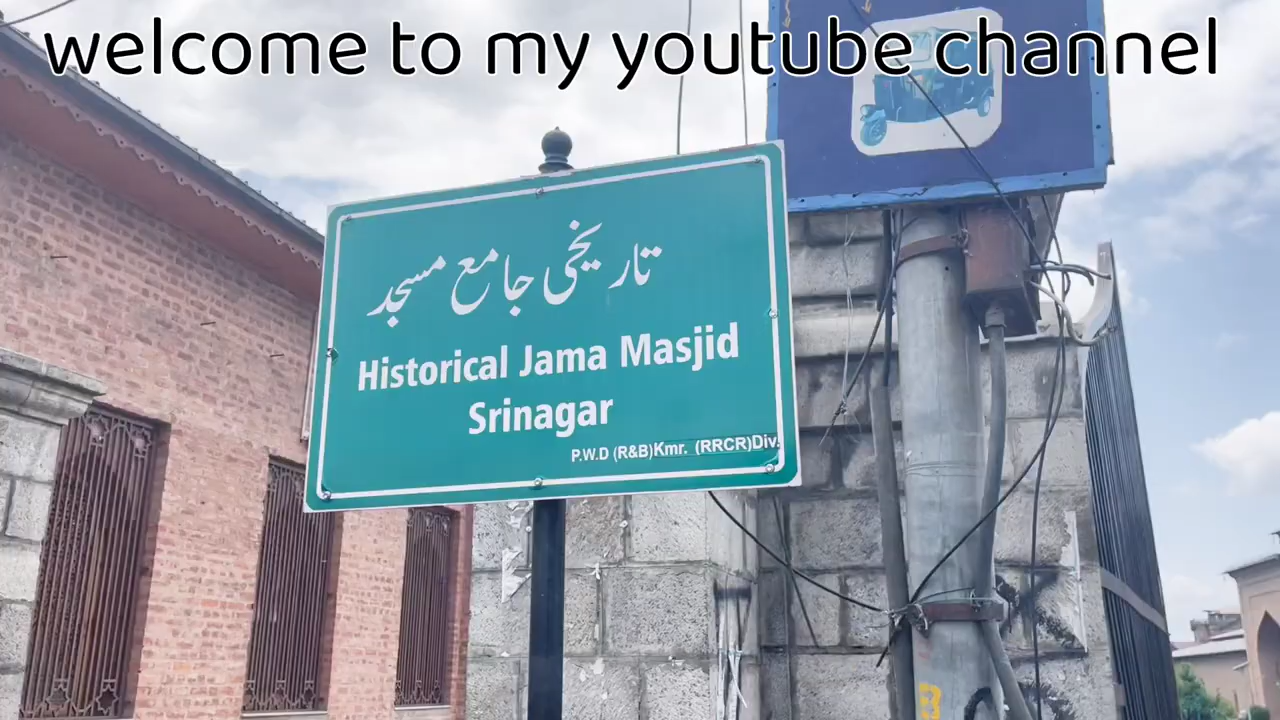 welcome to my youtube channel
تاریخی جامع مسجد
Historical Jama Masjid
Srinagar
P.W.D (R&B)Kmr. (RRCR)Div.
B